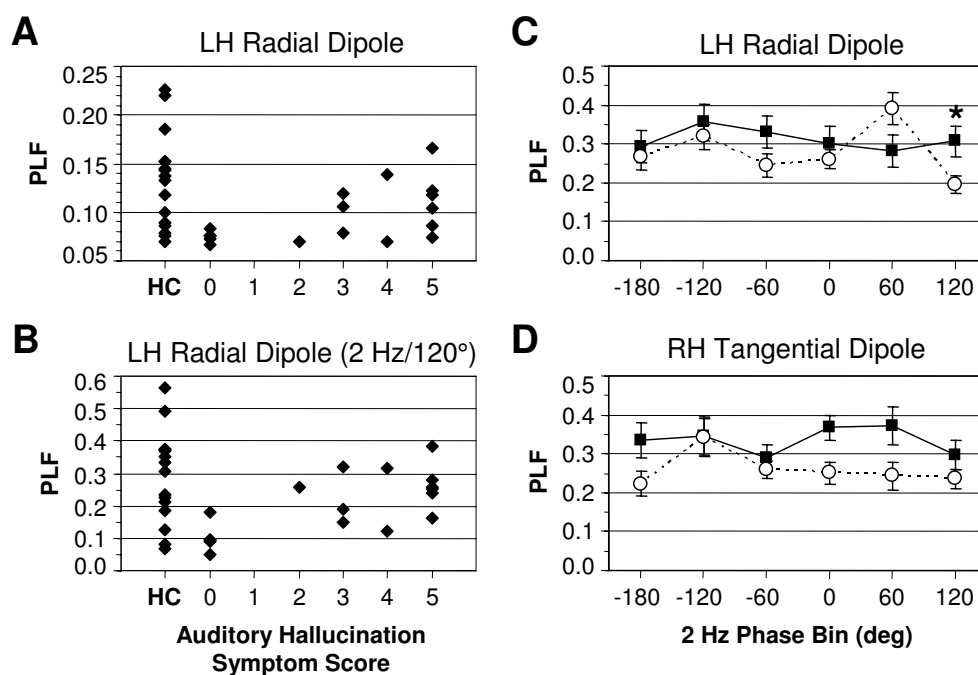 A
LH Radial Dipole
PLF
0.25
0.20
0.15
0.10
0.05
HC 0 1 2 3 4 5
B
LH Radial Dipole (2 Hz/120°)
PLF
0.6
0.5
0.4
0.3
0.2
0.1
0.0
HC 0 1 2 3 4 5
Auditory Hallucination
Symptom Score
C
LH Radial Dipole
PLF
0.5
0.4
0.3
0.2
0.1
0.0
*
-180 -120 -60 0 60 120
D
RH Tangential Dipole
PLF
0.5
0.4
0.3
0.2
0.1
0.0
-180 -120 -60 0 60 120
2 Hz Phase Bin (deg)